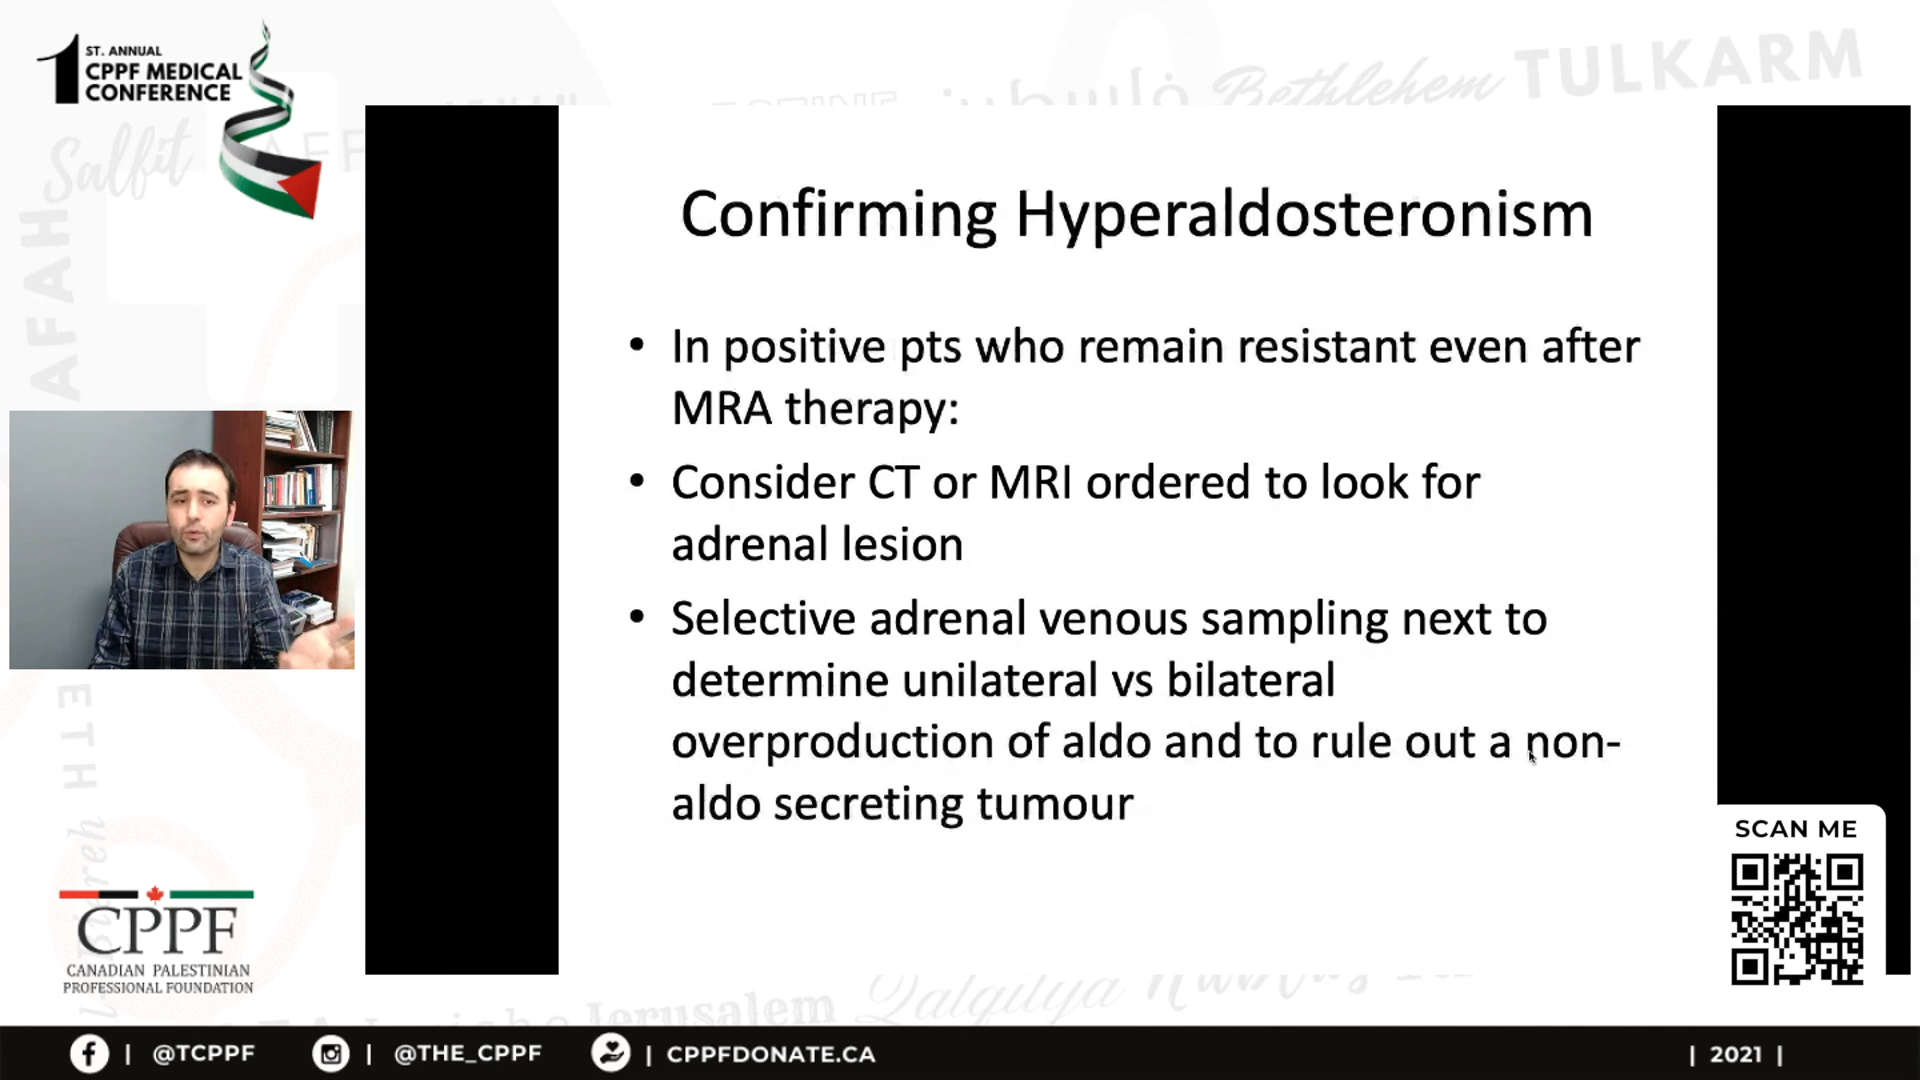 1 ST. ANNUAL
CPPF MEDICAL
CONFERENCE
Bethlehem TULKARM
فلسطين
Salfit
AFAH
Confirming Hyperaldosteronism
• In positive pts who remain resistant even after
MRA therapy:
• Consider CT or MRI ordered to look for
adrenal lesion
• Selective adrenal venous sampling next to
determine unilateral vs bilateral
overproduction of aldo and to rule out a non-
aldo secreting tumour
SCAN ME
CPPF
CANADIAN PALESTINIAN
PROFESSIONAL FOUNDATION
Jerusalem Qalqilya
| @TCPPF | @THE_CPPF | CPPFDONATE.CA | 2021 |